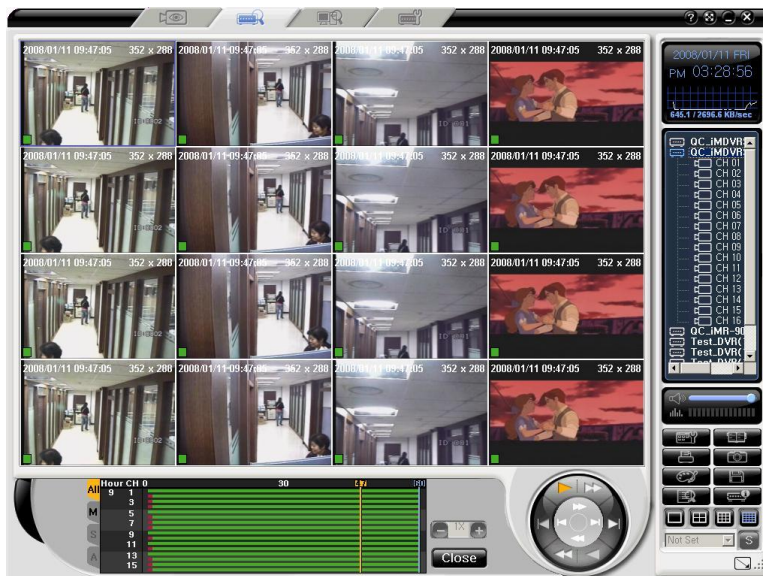 2008/01/11 09:47:05 352 x 288 2008/01/11 09:47:05 352 x 288 2008/01/11 09:47:05 352 x 288 2008/01/11 09:47:05 352 x 288
2008/01/11 09:47:05 352 x 288 2008/01/11 09:47:05 352 x 288 2008/01/11 09:47:05 352 x 288 2008/01/11 09:47:05 352 x 288
2008/01/11 09:47:05 352 x 288 2008/01/11 09:47:05 352 x 288 2008/01/11 09:47:05 352 x 288 2008/01/11 09:47:05 352 x 288
2008/01/11 09:47:05 352 x 288 2008/01/11 09:47:05 352 x 288 2008/01/11 09:47:05 352 x 288 2008/01/11 09:47:05 352 x 288
2008/01/11 FRI
PM 03:28:56
645.1 / 2696.6 KB/sec
QC_iMDVR
QC_iMDVR
CH 01
CH 02
CH 03
CH 04
CH 05
CH 06
CH 07
CH 08
CH 09
CH 10
CH 11
CH 12
CH 13
CH 14
CH 15
CH 16
QC_iMR-90
Test_DVR(
Test_DVR(
Test_DVR(
Not Set S
Hour CH 0 30 47
All 9 1
3
M 5
7
S 9
11
A 13
15
1X
Close